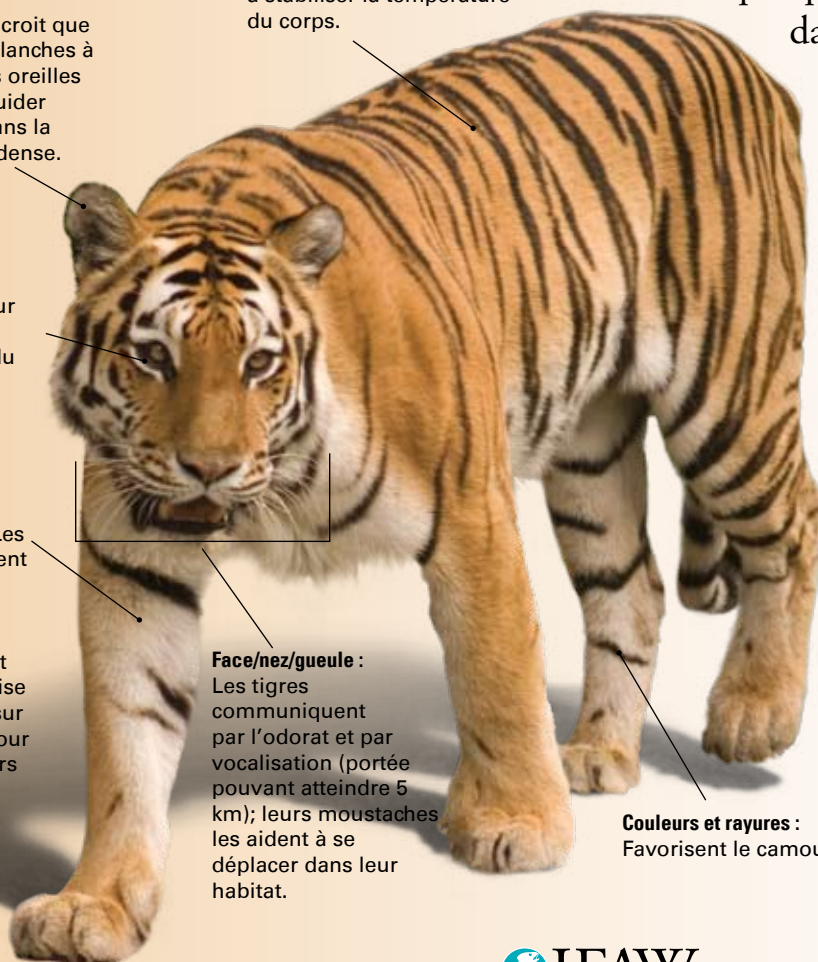 à stabiliser la température
du corps.
croit que
lanches à
oreilles
uider
ans la
dense.
ur
lu
Les
ent
t
ise
sur
our
rs
Face/nez/gueule :
Les tigres
communiquent
par l’odorat et par
vocalisation (portée
pouvant atteindre 5
km); leurs moustaches
les aident à se
déplacer dans leur
habitat.
Couleurs et rayures :
Favorisent le camou
da
IFAW